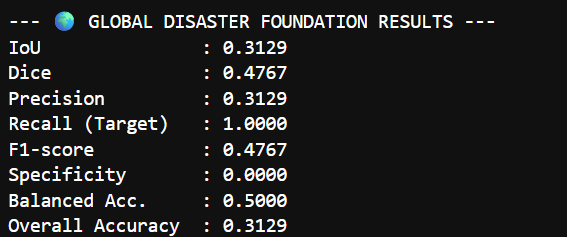 --- 🌍 GLOBAL DISASTER FOUNDATION RESULTS ---
IoU : 0.3129
Dice : 0.4767
Precision : 0.3129
Recall (Target) : 1.0000
F1-score : 0.4767
Specificity : 0.0000
Balanced Acc. : 0.5000
Overall Accuracy : 0.3129